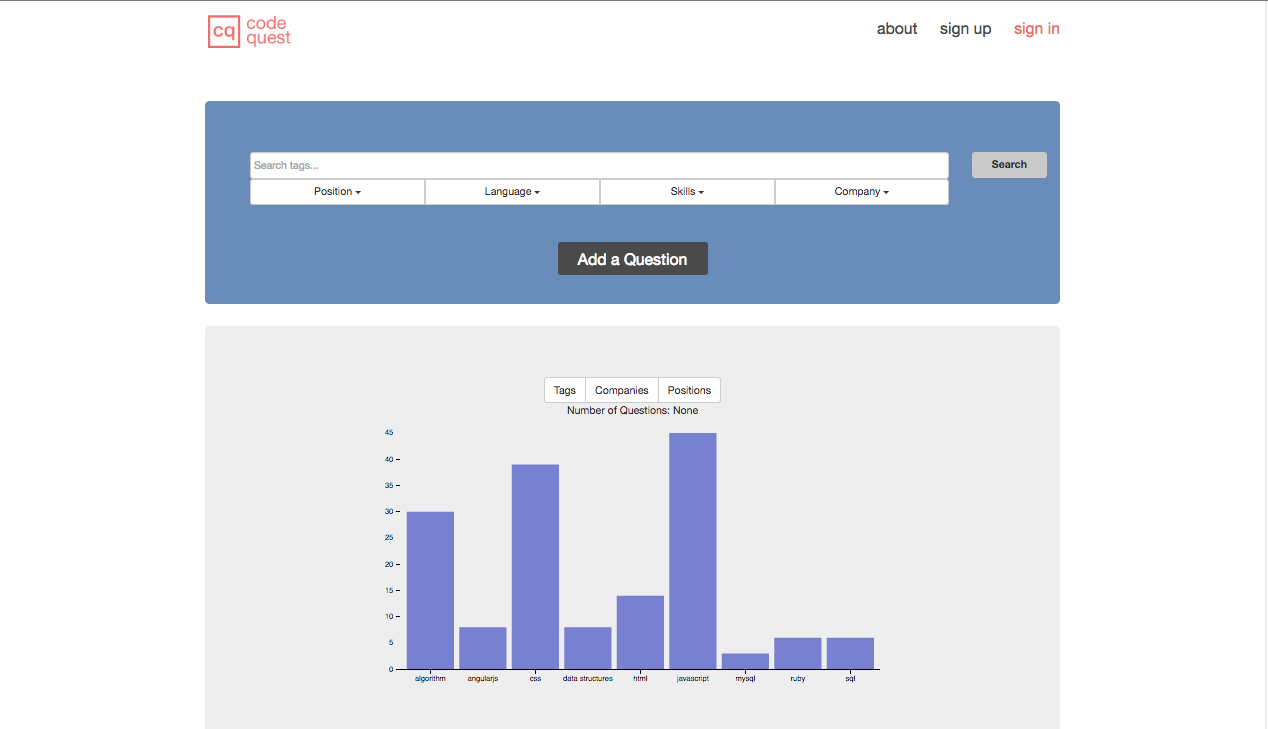 cq code quest
about sign up sign in
Search tags...
Search
Position Language Skills Company
Add a Question
Tags Companies Positions
Number of Questions: None
45
40
35
30
25
20
15
10
5
0
algorithm angularjs css data structures html javascript mysql ruby sql